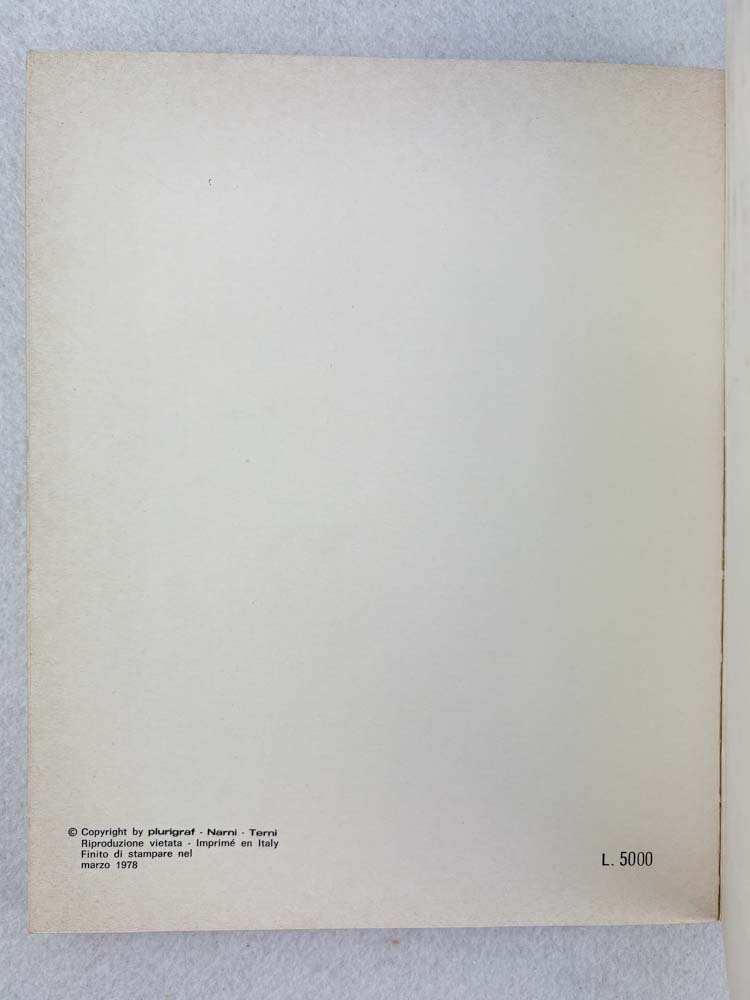 © Copyright by plurigraf - Narni - Terni
Riproduzione vietata - Imprimé en Italy
Finito di stampare nel
marzo 1978
L. 5000